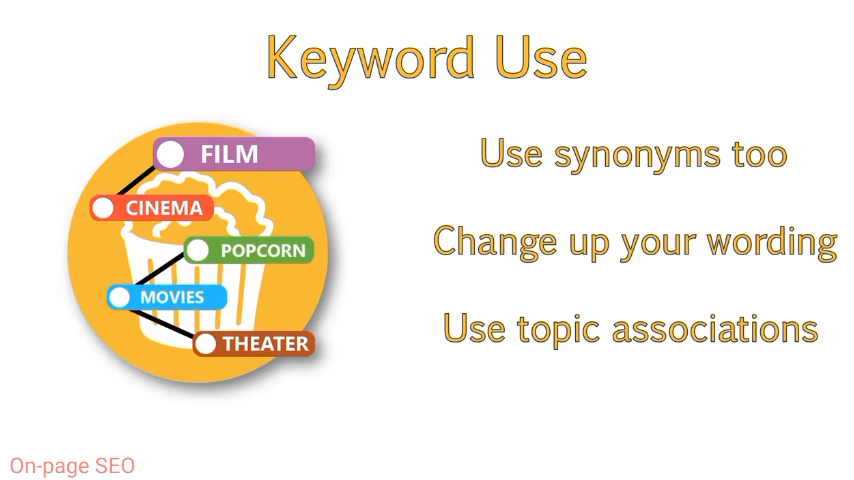 Keyword Use
FILM
CINEMA
POPCORN
MOVIES
THEATER
Use synonyms too
Change up your wording
Use topic associations
On-page SEO